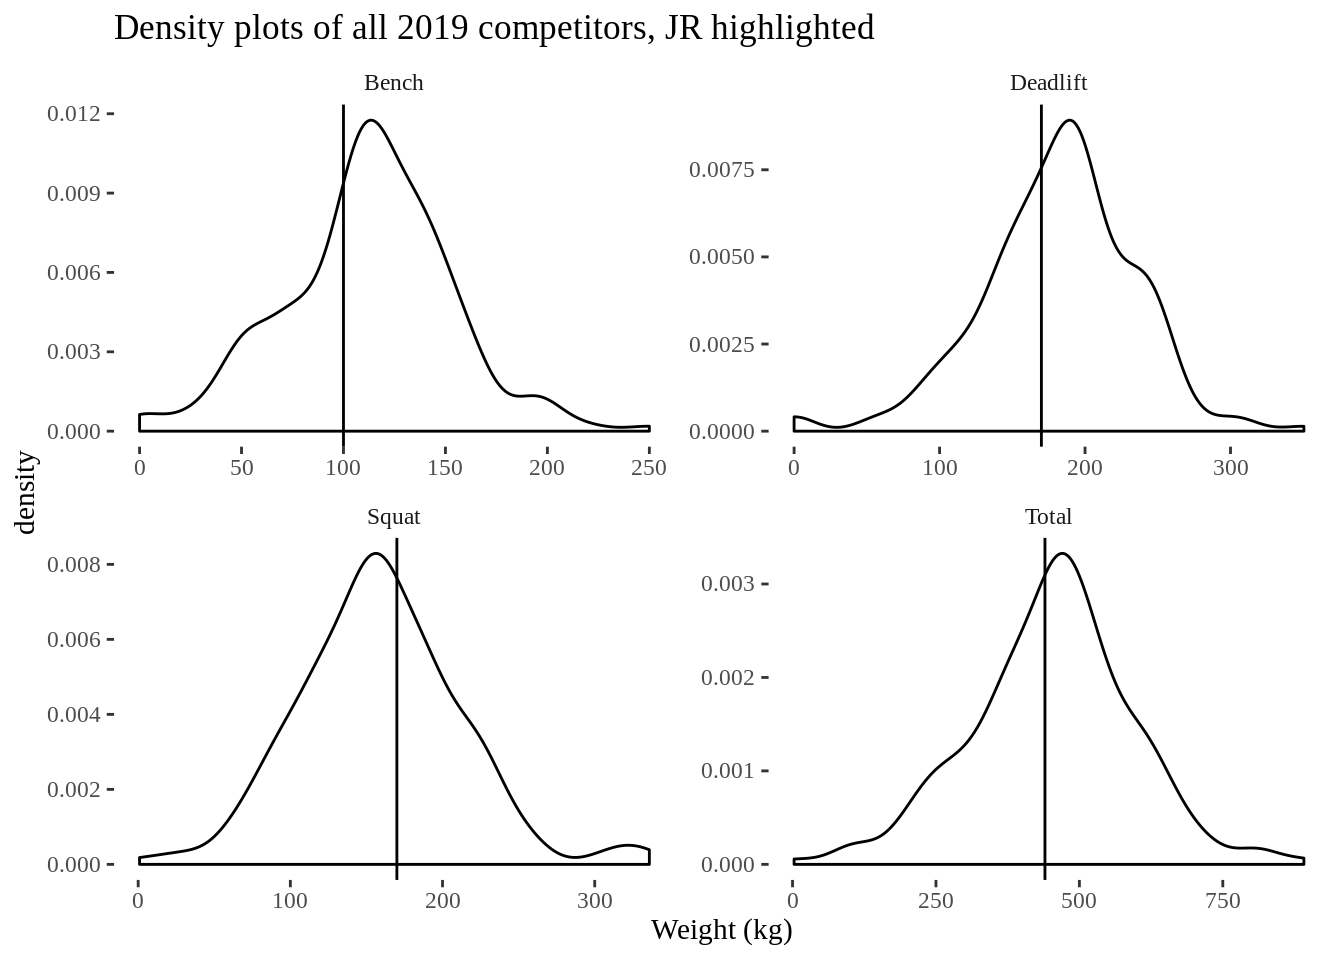 Density plots of all 2019 competitors, JR highlighted
Bench
0.012
0.009
0.006
0.003
0.000
0 50 100 150 200 250
Deadlift
0.0075
0.0050
0.0025
0.0000
0 100 200 300
density
Squat
0.008
0.006
0.004
0.002
0.000
0 100 200 300
Total
0.003
0.002
0.001
0.000
0 250 500 750
Weight (kg)